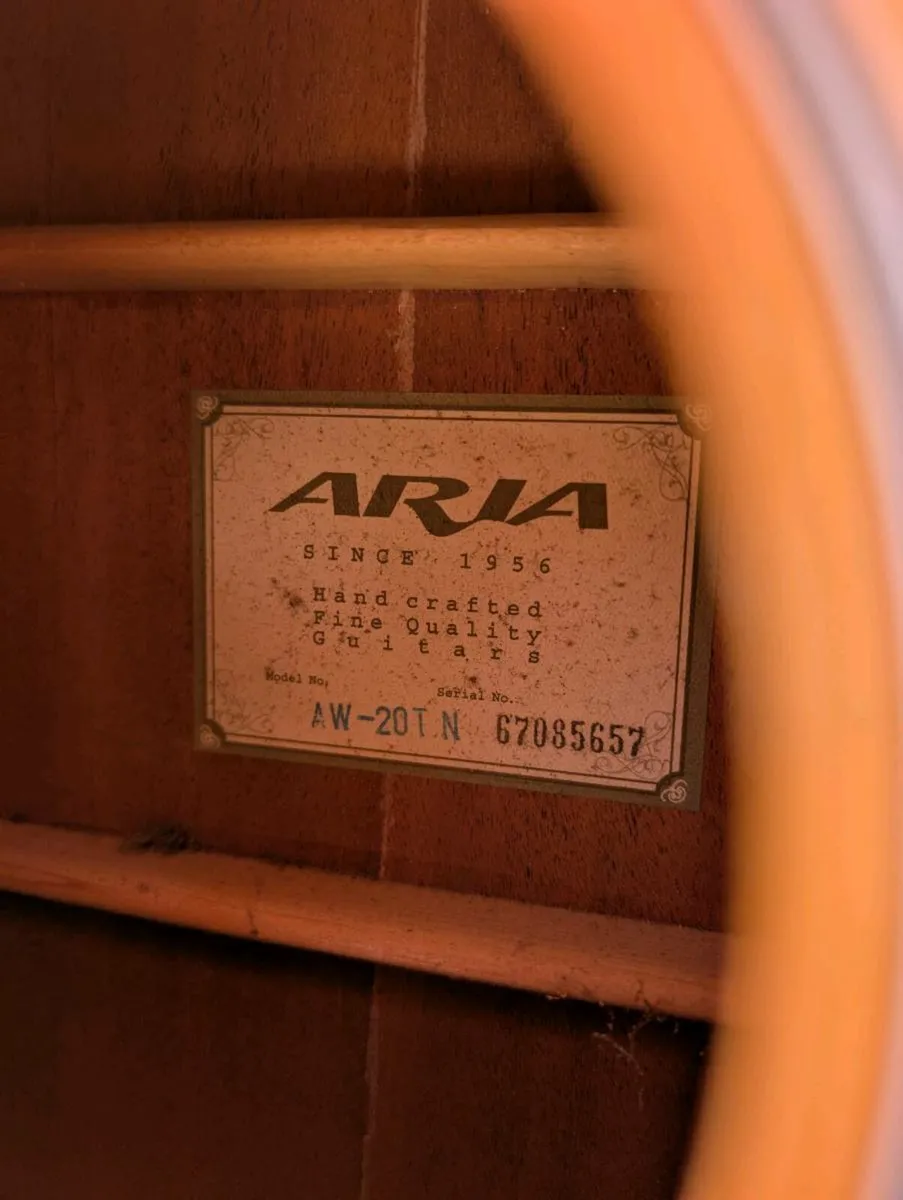 ARIA
SINCE 1956
Hand crafted
Fine Quality
Guitars
Model No.
Serial No.
AW-20T N 67085657